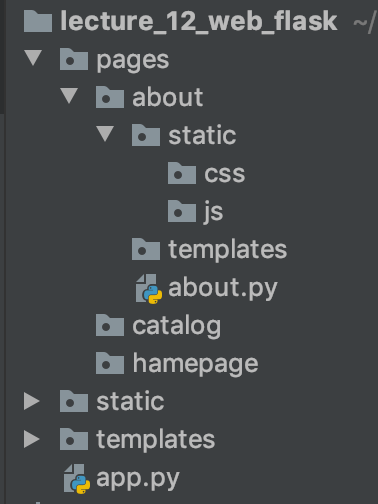 lecture_12_web_flask ~/
pages
about
static
css
js
templates
about.py
catalog
hamepage
static
templates
app.py